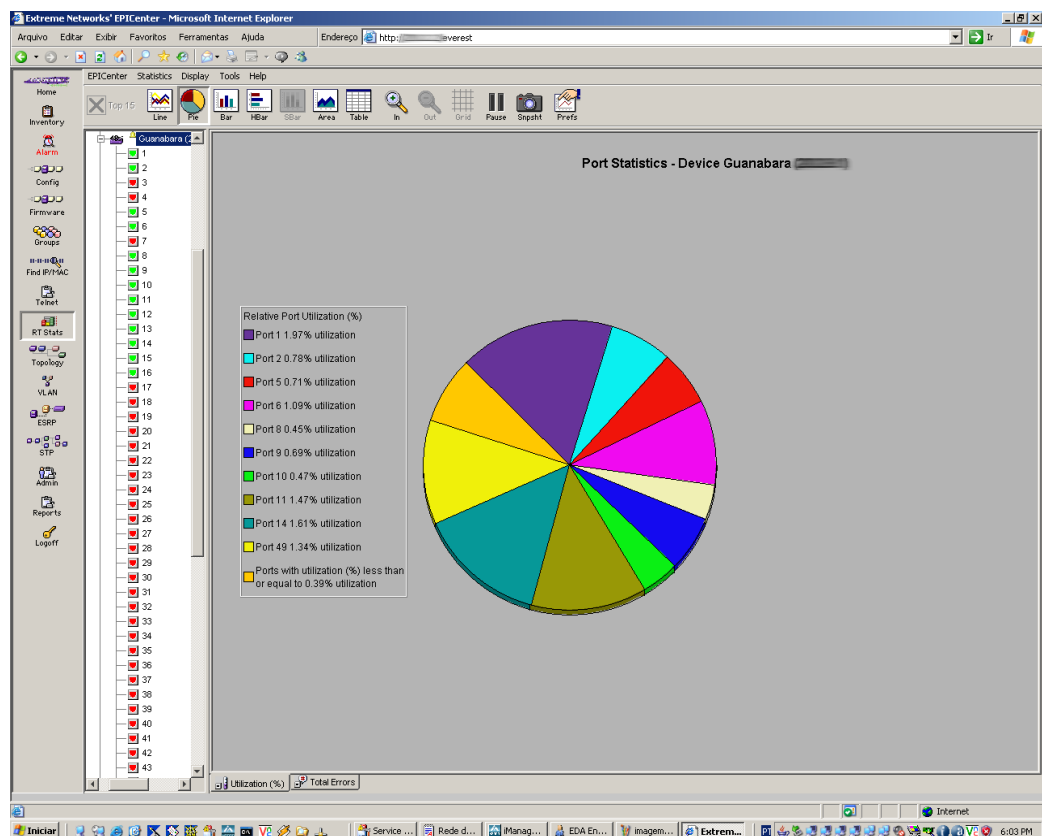 Extreme Networks' EPICenter - Microsoft Internet Explorer
Arquivo Editar Exibir Favoritos Ferramentas Ajuda Endereço http:/ everest Ir
EPICenter Statistics Display Tools Help
Top 15 Line Pie Bar HBar SBar Area Table In Out Grid Pause Snpsht Prefs
Home
Inventory
Alarm
Config
Firmware
Groups
Find IP/MAC
Telnet
RT Stats
Topology
VLAN
ESRP
STP
Admin
Reports
Logoff
Guanabara (2
1
2
3
4
5
6
7
8
9
10
11
12
13
14
15
16
17
18
19
20
21
22
23
24
25
26
27
28
29
30
31
32
33
34
35
36
37
38
39
40
41
42
43
Port Statistics - Device Guanabara
Relative Port Utilization (%)
Port 1 1.97% utilization
Port 2 0.78% utilization
Port 5 0.71% utilization
Port 6 1.09% utilization
Port 8 0.45% utilization
Port 9 0.69% utilization
Port 10 0.47% utilization
Port 11 1.47% utilization
Port 14 1.61% utilization
Port 49 1.34% utilization
Ports with utilization (%) less than
or equal to 0.39% utilization
Utilization (%) Total Errors
Internet
Iniciar Service ... Rede d... iManag... EDA En... imagem... Extrem... PT 6:03 PM